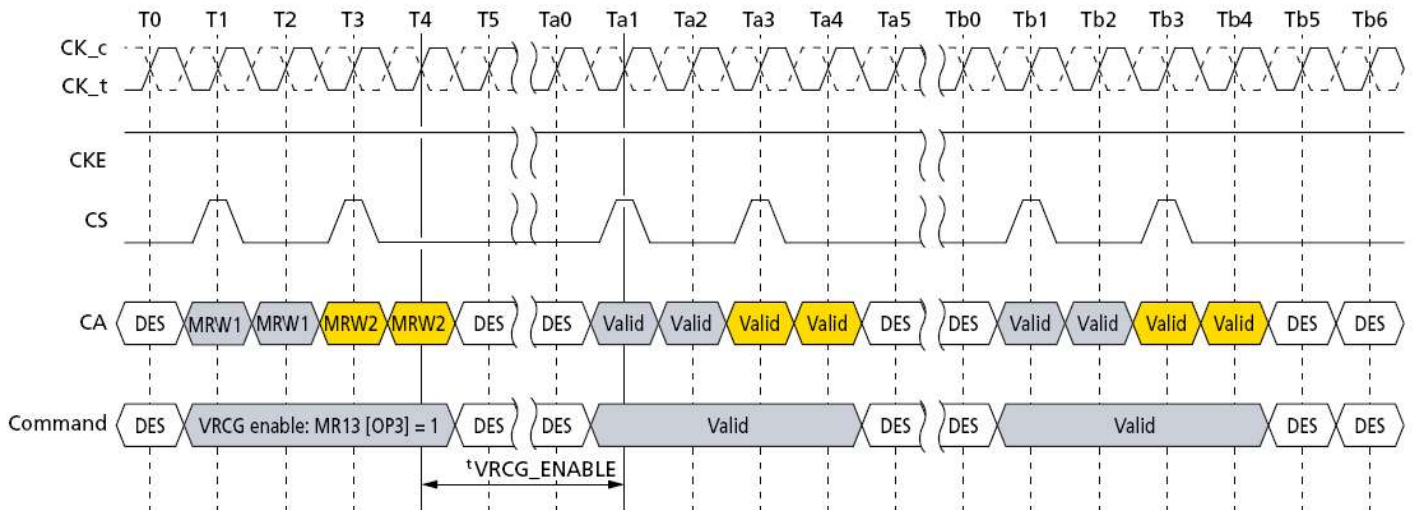 T0 T1 T2 T3 T4 T5 Ta0 Ta1 Ta2 Ta3 Ta4 Ta5 Tb0 Tb1 Tb2 Tb3 Tb4 Tb5 Tb6
CK_c
CK_t
CKE
CS
CA DES MRW1 MRW1 MRW2 MRW2 DES DES Valid Valid Valid Valid DES DES Valid Valid Valid Valid DES DES
Command DES VRCG enable: MR13 [OP3] = 1 DES DES Valid DES DES Valid DES DES
tVRCG_ENABLE